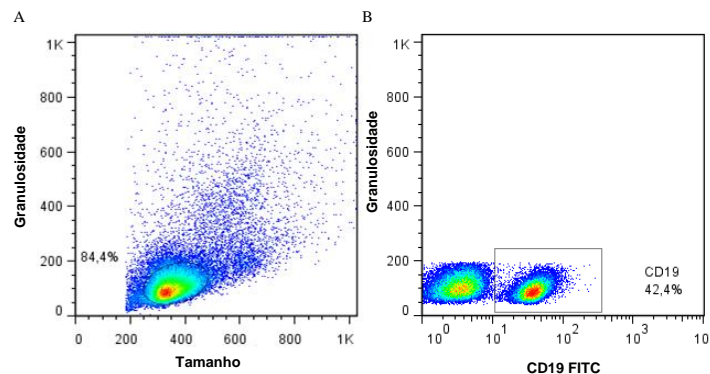 A
Granulosidade
1K
800
600
400
200
0
84,4%
0 200 400 600 800 1K
Tamanho
B
Granulosidade
1K
800
600
400
200
0
CD19
42,4%
10^0 10^1 10^2 10^3 10
CD19 FITC